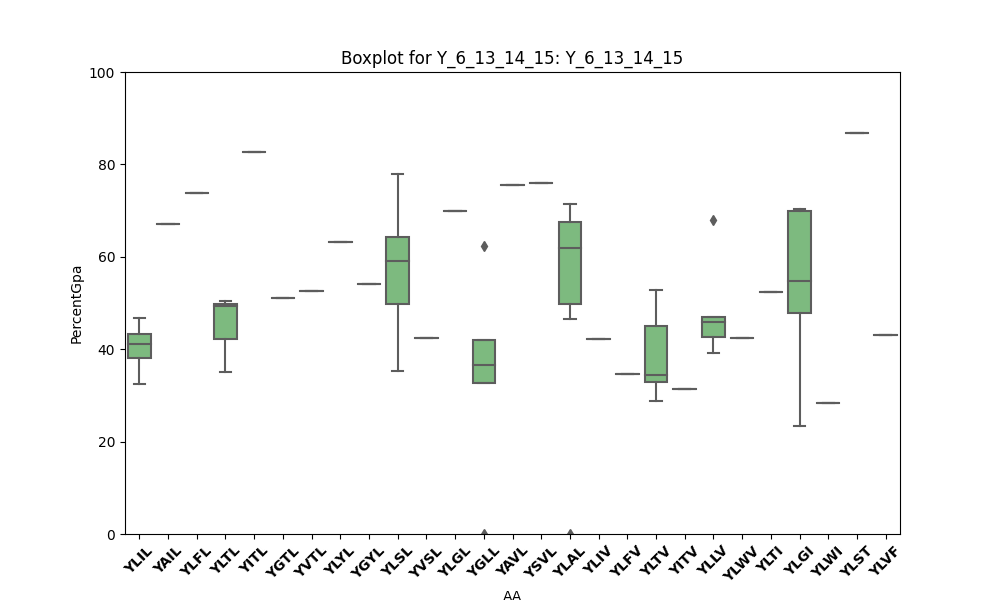 Boxplot for Y_6_13_14_15: Y_6_13_14_15
100
80
60
40
20
0
PercentGpa
YLIL YAIL YLFL YLTL YITL YGTL YVTL YLYL YGYL YLSL YVSL YLGL YGLL YAVL YSVL YLAL YLIV YLFV YLTV YITV YLLV YLWV YLTI YLGI YLWI YLST YLVF
AA